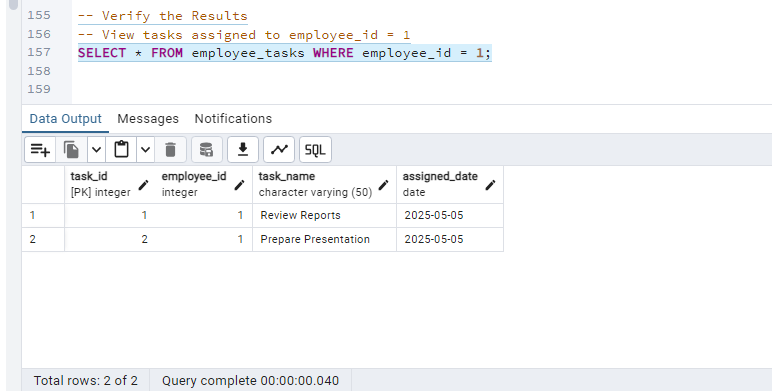 155 -- Verify the Results
156 -- View tasks assigned to employee_id = 1
157 SELECT * FROM employee_tasks WHERE employee_id = 1;
158
159
Data Output Messages Notifications
SQL
task_id employee_id task_name assigned_date
[PK] integer integer character varying (50) date
1 1 1 Review Reports 2025-05-05
2 2 1 Prepare Presentation 2025-05-05
Total rows: 2 of 2 Query complete 00:00:00.040